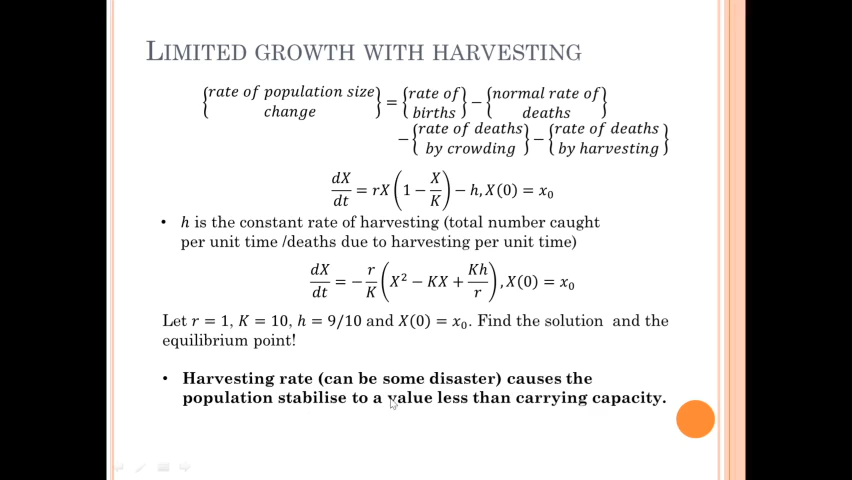 LIMITED GROWTH WITH HARVESTING
{rate of population size change} = {rate of births} − {normal rate of deaths}
− {rate of deaths by crowding} − {rate of deaths by harvesting}
dX/dt = rX(1 − X/K) − h, X(0) = x₀
• h is the constant rate of harvesting (total number caught
per unit time /deaths due to harvesting per unit time)
dX/dt = −r/K(X² − KX + Kh/r), X(0) = x₀
Let r = 1, K = 10, h = 9/10 and X(0) = x₀. Find the solution and the
equilibrium point!
• Harvesting rate (can be some disaster) causes the
population stabilise to a value less than carrying capacity.